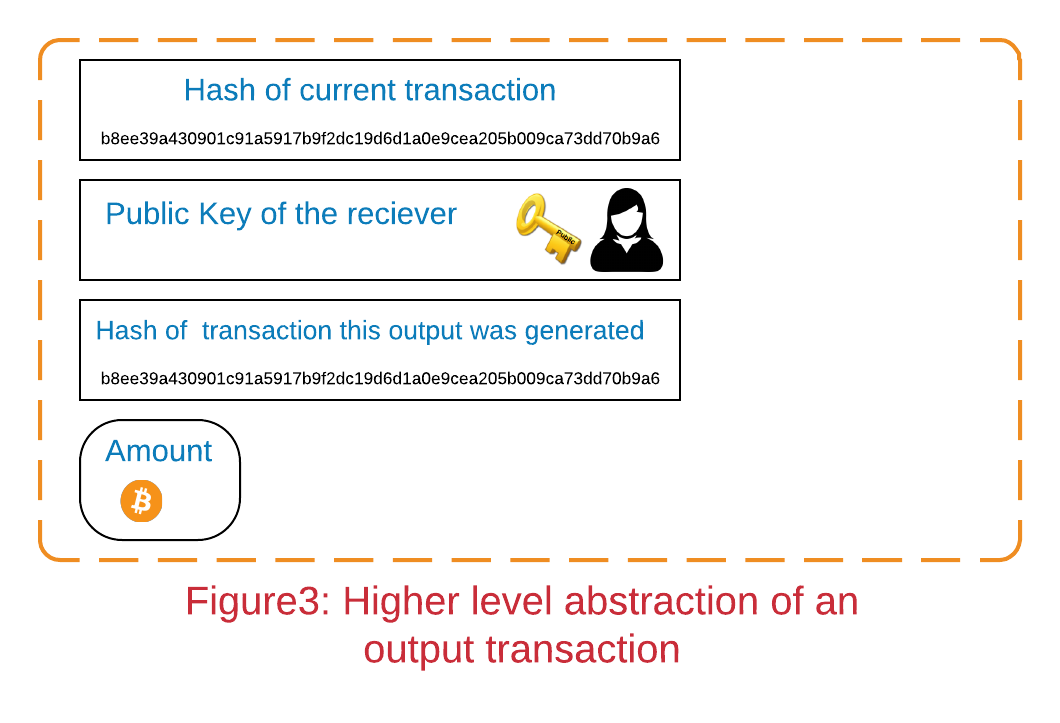 Hash of current transaction
b8ee39a430901c91a5917b9f2dc19d6d1a0e9cea205b009ca73dd70b9a6
Public Key of the reciever
Public
Hash of  transaction this output was generated
b8ee39a430901c91a5917b9f2dc19d6d1a0e9cea205b009ca73dd70b9a6
Amount
Figure3: Higher level abstraction of an
output transaction